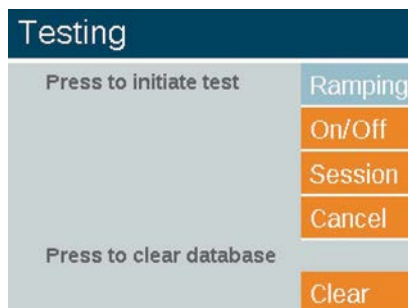 Testing
Press to initiate test
Ramping
On/Off
Session
Cancel
Press to clear database
Clear